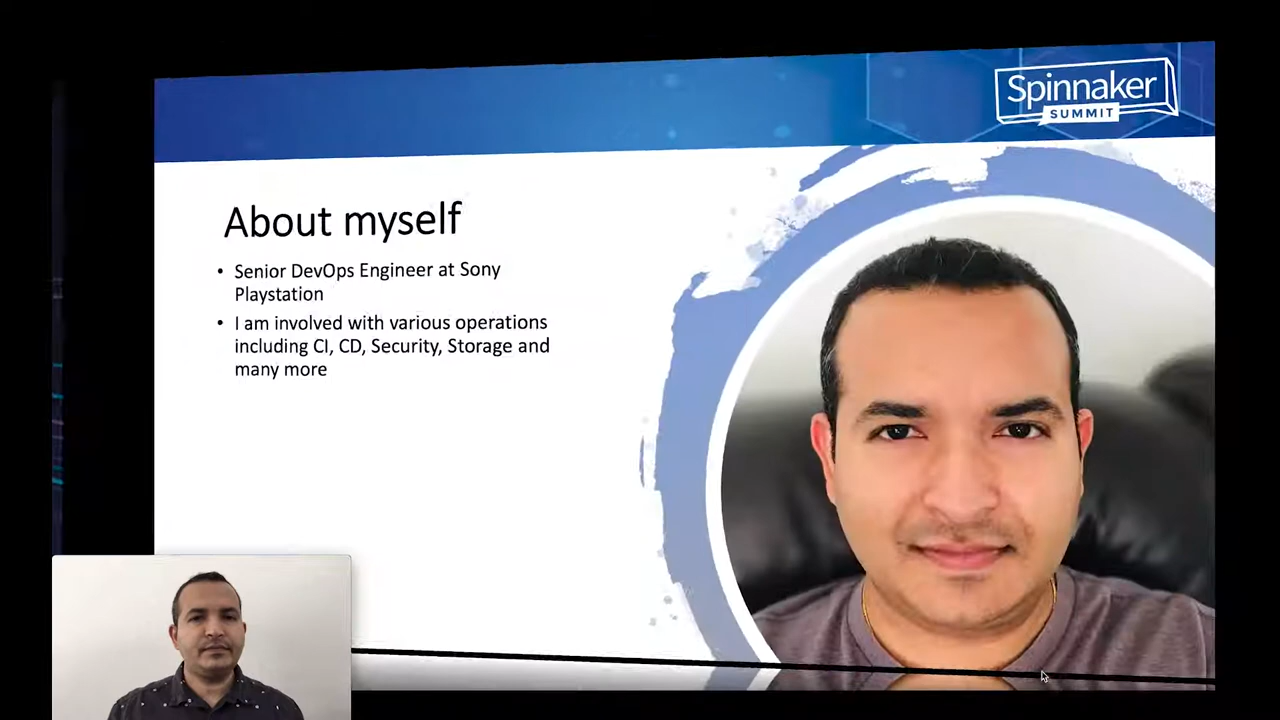 Spinnaker
SUMMIT
About myself
• Senior DevOps Engineer at Sony
Playstation
• I am involved with various operations
including CI, CD, Security, Storage and
many more